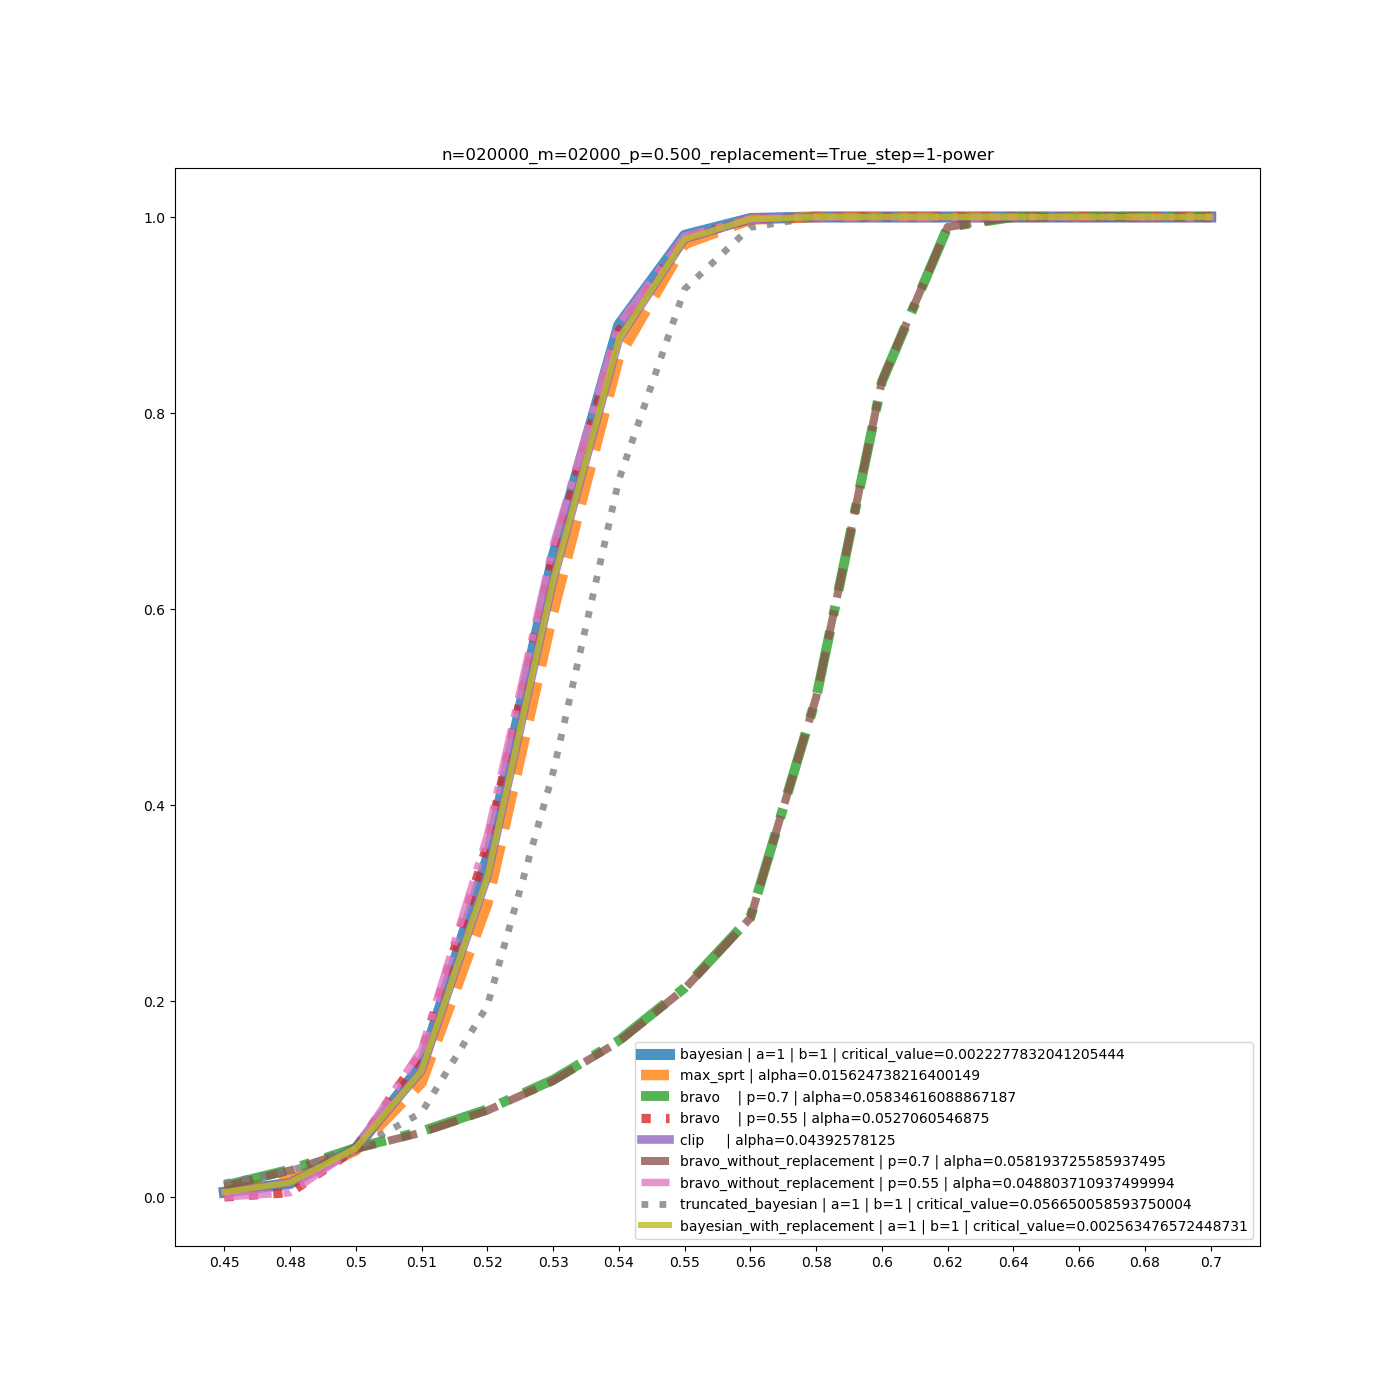 n=020000_m=02000_p=0.500_replacement=True_step=1-power
1.0
0.8
0.6
0.4
0.2
0.0
bayesian | a=1 | b=1 | critical_value=0.0022277832041205444
max_sprt | alpha=0.015624738216400149
bravo    | p=0.7 | alpha=0.05834616088867187
bravo    | p=0.55 | alpha=0.0527060546875
clip     | alpha=0.04392578125
bravo_without_replacement | p=0.7 | alpha=0.058193725585937495
bravo_without_replacement | p=0.55 | alpha=0.048803710937499994
truncated_bayesian | a=1 | b=1 | critical_value=0.056650058593750004
bayesian_with_replacement | a=1 | b=1 | critical_value=0.002563476572448731
0.45 0.48 0.5 0.51 0.52 0.53 0.54 0.55 0.56 0.58 0.6 0.62 0.64 0.66 0.68 0.7